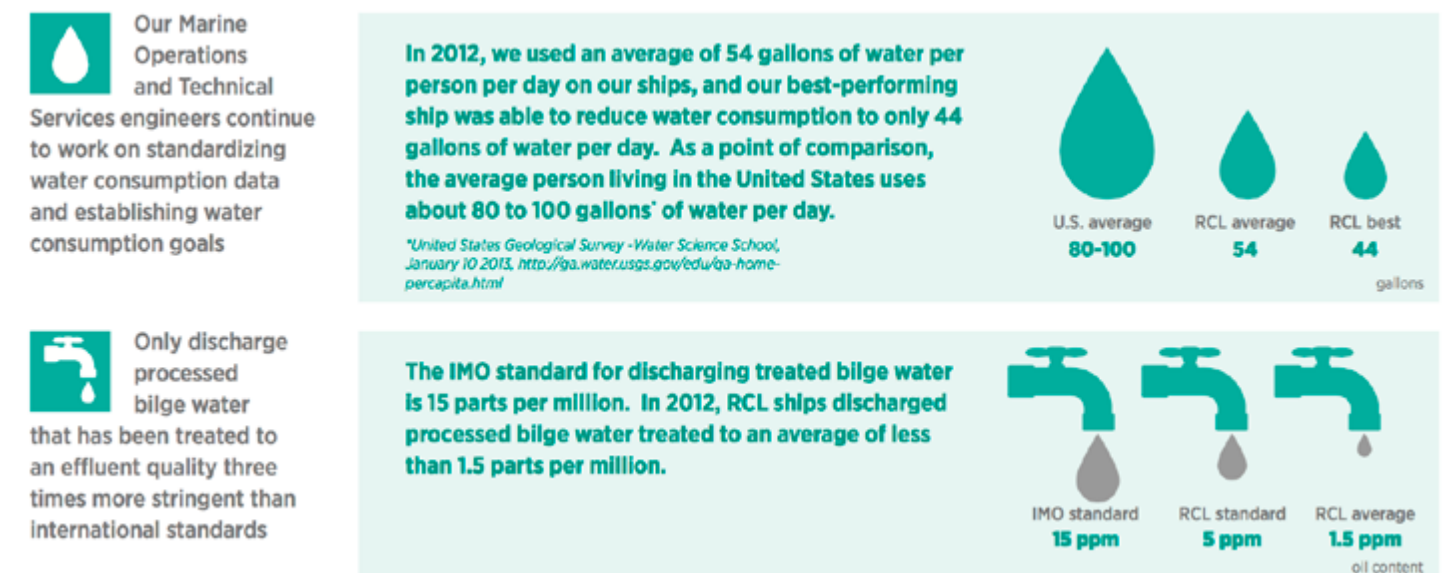 Our Marine
Operations
and Technical
Services engineers continue
to work on standardizing
water consumption data
and establishing water
consumption goals
In 2012, we used an average of 54 gallons of water per
person per day on our ships, and our best-performing
ship was able to reduce water consumption to only 44
gallons of water per day. As a point of comparison,
the average person living in the United States uses
about 80 to 100 gallons* of water per day.
*United States Geological Survey -Water Science School,
January 10 2013, http://ga.water.usgs.gov/edu/qa-home-
percapita.html
U.S. average
80-100
RCL average
54
RCL best
44
gallons
Only discharge
processed
bilge water
that has been treated to
an effluent quality three
times more stringent than
international standards
The IMO standard for discharging treated bilge water
is 15 parts per million. In 2012, RCL ships discharged
processed bilge water treated to an average of less
than 1.5 parts per million.
IMO standard
15 ppm
RCL standard
5 ppm
RCL average
1.5 ppm
oil content